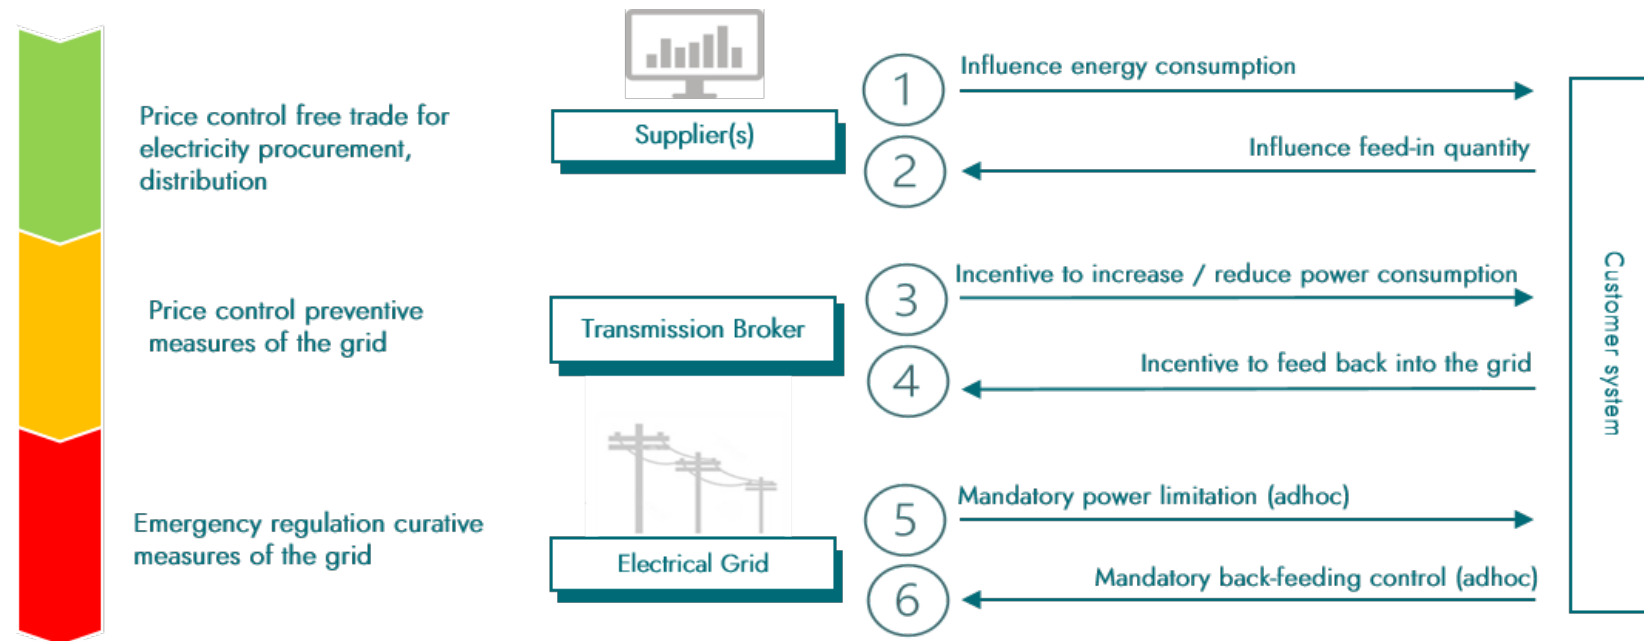 Price control free trade for
electricity procurement,
distribution
Supplier(s)
1
Influence energy consumption
2
Influence feed-in quantity
Price control preventive
measures of the grid
Transmission Broker
3
Incentive to increase / reduce power consumption
4
Incentive to feed back into the grid
Emergency regulation curative
measures of the grid
Electrical Grid
5
Mandatory power limitation (adhoc)
6
Mandatory back-feeding control (adhoc)
Customer system